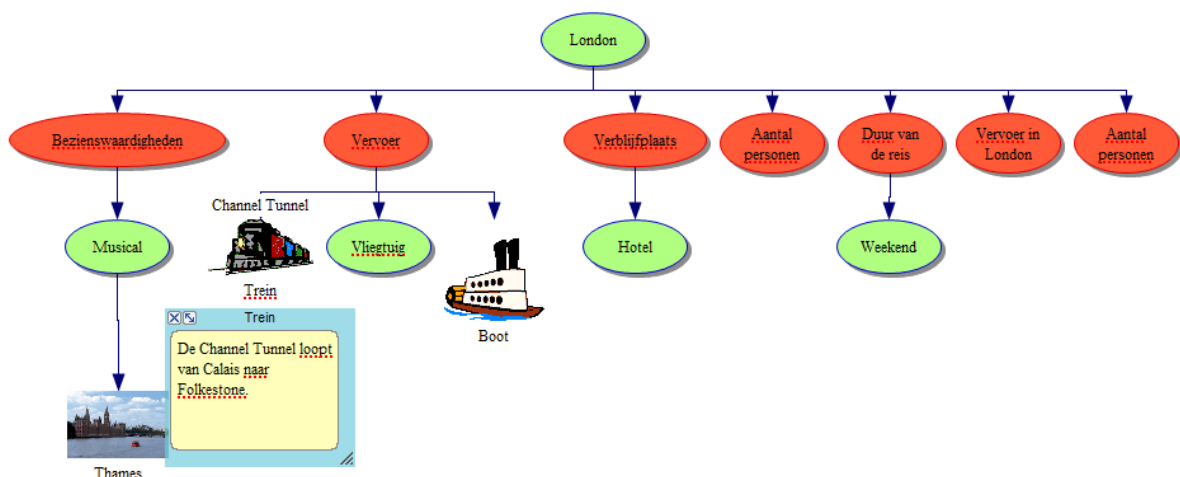 London
Bezienswaardigheden
Vervoer
Verblijfplaats
Aantal
personen
Duur van
de reis
Vervoer in
London
Aantal
personen
Channel Tunnel
Musical
Vliegtuig
Hotel
Weekend
Trein
Boot
Trein
De Channel Tunnel loopt
van Calais naar
Folkestone.
Thames